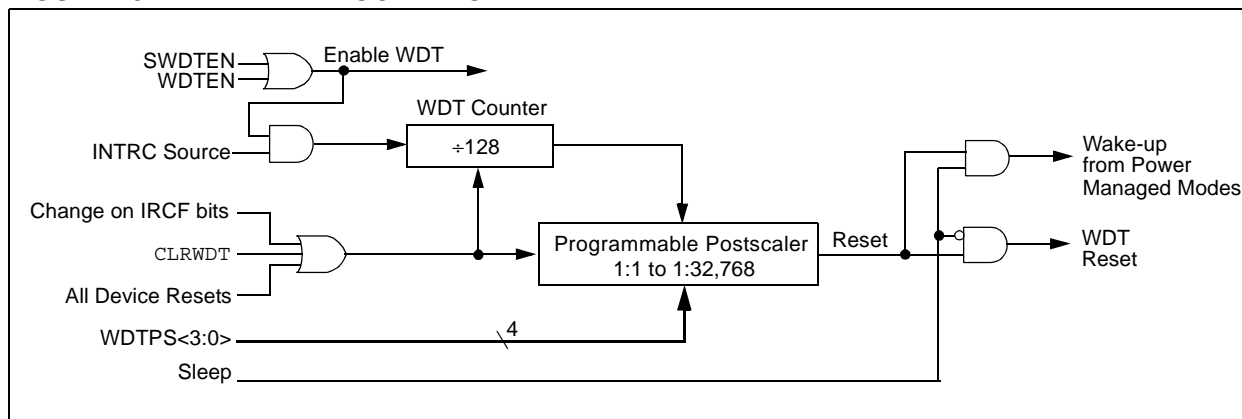 SWDTEN
WDTEN
Enable WDT
WDT Counter
INTRC Source
÷128
Wake-up
from Power
Managed Modes
Change on IRCF bits
CLRWDT
Programmable Postscaler
1:1 to 1:32,768
Reset
WDT
Reset
All Device Resets
WDTPS<3:0>
4
Sleep